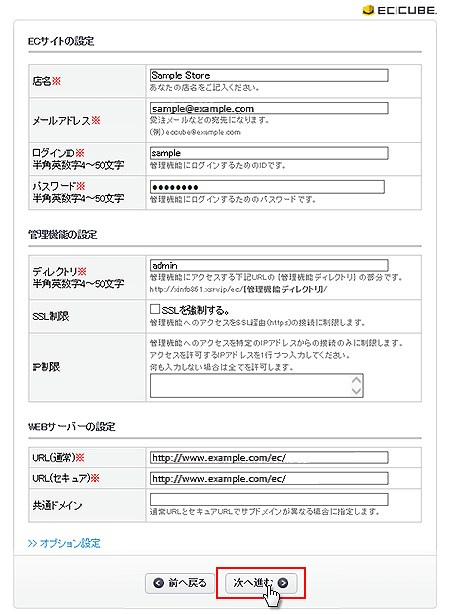 EC CUBE
ECサイトの設定
店名※
Sample Store
あなたの店名をご記入ください。
メールアドレス※
sample@example.com
受注メールなどの宛先になります。
(例)eccube@example.com
ログインID※
半角英数字4～50文字
sample
管理機能にログインするためのIDです。
パスワード※
半角英数字4～50文字
●●●●●●●●
管理機能にログインするためのパスワードです。
管理機能の設定
ディレクトリ※
半角英数字4～50文字
admin
管理機能にアクセスする下記URLの【管理機能ディレクトリ】の部分です。
/ec/【管理機能ディレクトリ】/
SSL制限
SSLを強制する。
管理機能へのアクセスをSSL経由(https)の接続に制限します。
IP制限
管理機能へのアクセスを特定のIPアドレスからの接続のみに制限します。
アクセスを許可するIPアドレスを1行づつ入力してください。
何も入力しない場合は全てを許可します。
WEBサーバーの設定
URL(通常)※
http://www.example.com/ec/
URL(セキュア)※
http://www.example.com/ec/
共通ドメイン
通常URLとセキュアURLでサブドメインが異なる場合に指定します。
>> オプション設定
前へ戻る
次へ進む